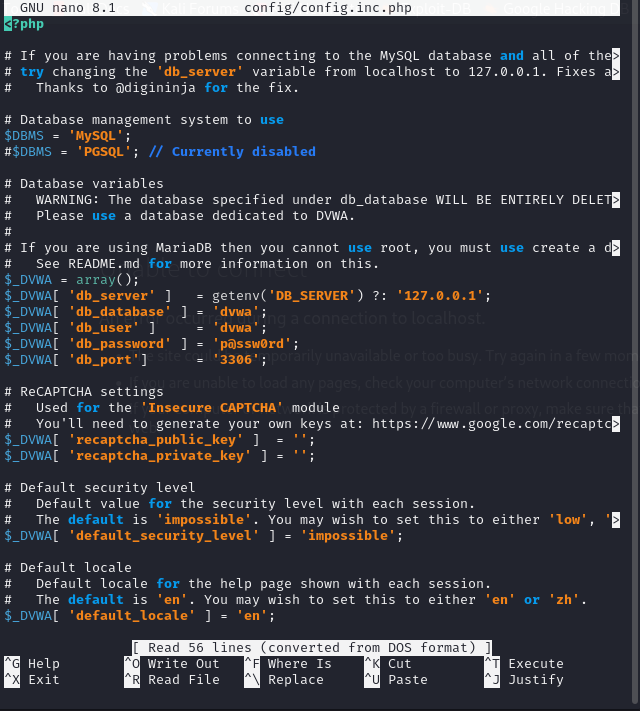 GNU nano 8.1 config/config.inc.php
<?php

# If you are having problems connecting to the MySQL database and all of the>
# try changing the 'db_server' variable from localhost to 127.0.0.1. Fixes a>
#   Thanks to @digininja for the fix.

# Database management system to use
$DBMS = 'MySQL';
#$DBMS = 'PGSQL'; // Currently disabled

# Database variables
#   WARNING: The database specified under db_database WILL BE ENTIRELY DELET>
#   Please use a database dedicated to DVWA.
#
# If you are using MariaDB then you cannot use root, you must use create a d>
#   See README.md for more information on this.
$_DVWA = array();
$_DVWA[ 'db_server' ]   = getenv('DB_SERVER') ?: '127.0.0.1';
$_DVWA[ 'db_database' ] = 'dvwa';
$_DVWA[ 'db_user' ]     = 'dvwa';
$_DVWA[ 'db_password' ] = 'p@ssw0rd';
$_DVWA[ 'db_port']      = '3306';

# ReCAPTCHA settings
#   Used for the 'Insecure CAPTCHA' module
#   You'll need to generate your own keys at: https://www.google.com/recaptc>
$_DVWA[ 'recaptcha_public_key' ]  = '';
$_DVWA[ 'recaptcha_private_key' ] = '';

# Default security level
#   Default value for the security level with each session.
#   The default is 'impossible'. You may wish to set this to either 'low', '>
$_DVWA[ 'default_security_level' ] = 'impossible';

# Default locale
#   Default locale for the help page shown with each session.
#   The default is 'en'. You may wish to set this to either 'en' or 'zh'.
$_DVWA[ 'default_locale' ] = 'en';

[ Read 56 lines (converted from DOS format) ]
^G Help ^O Write Out ^F Where Is ^K Cut ^T Execute
^X Exit ^R Read File ^\ Replace ^U Paste ^J Justify